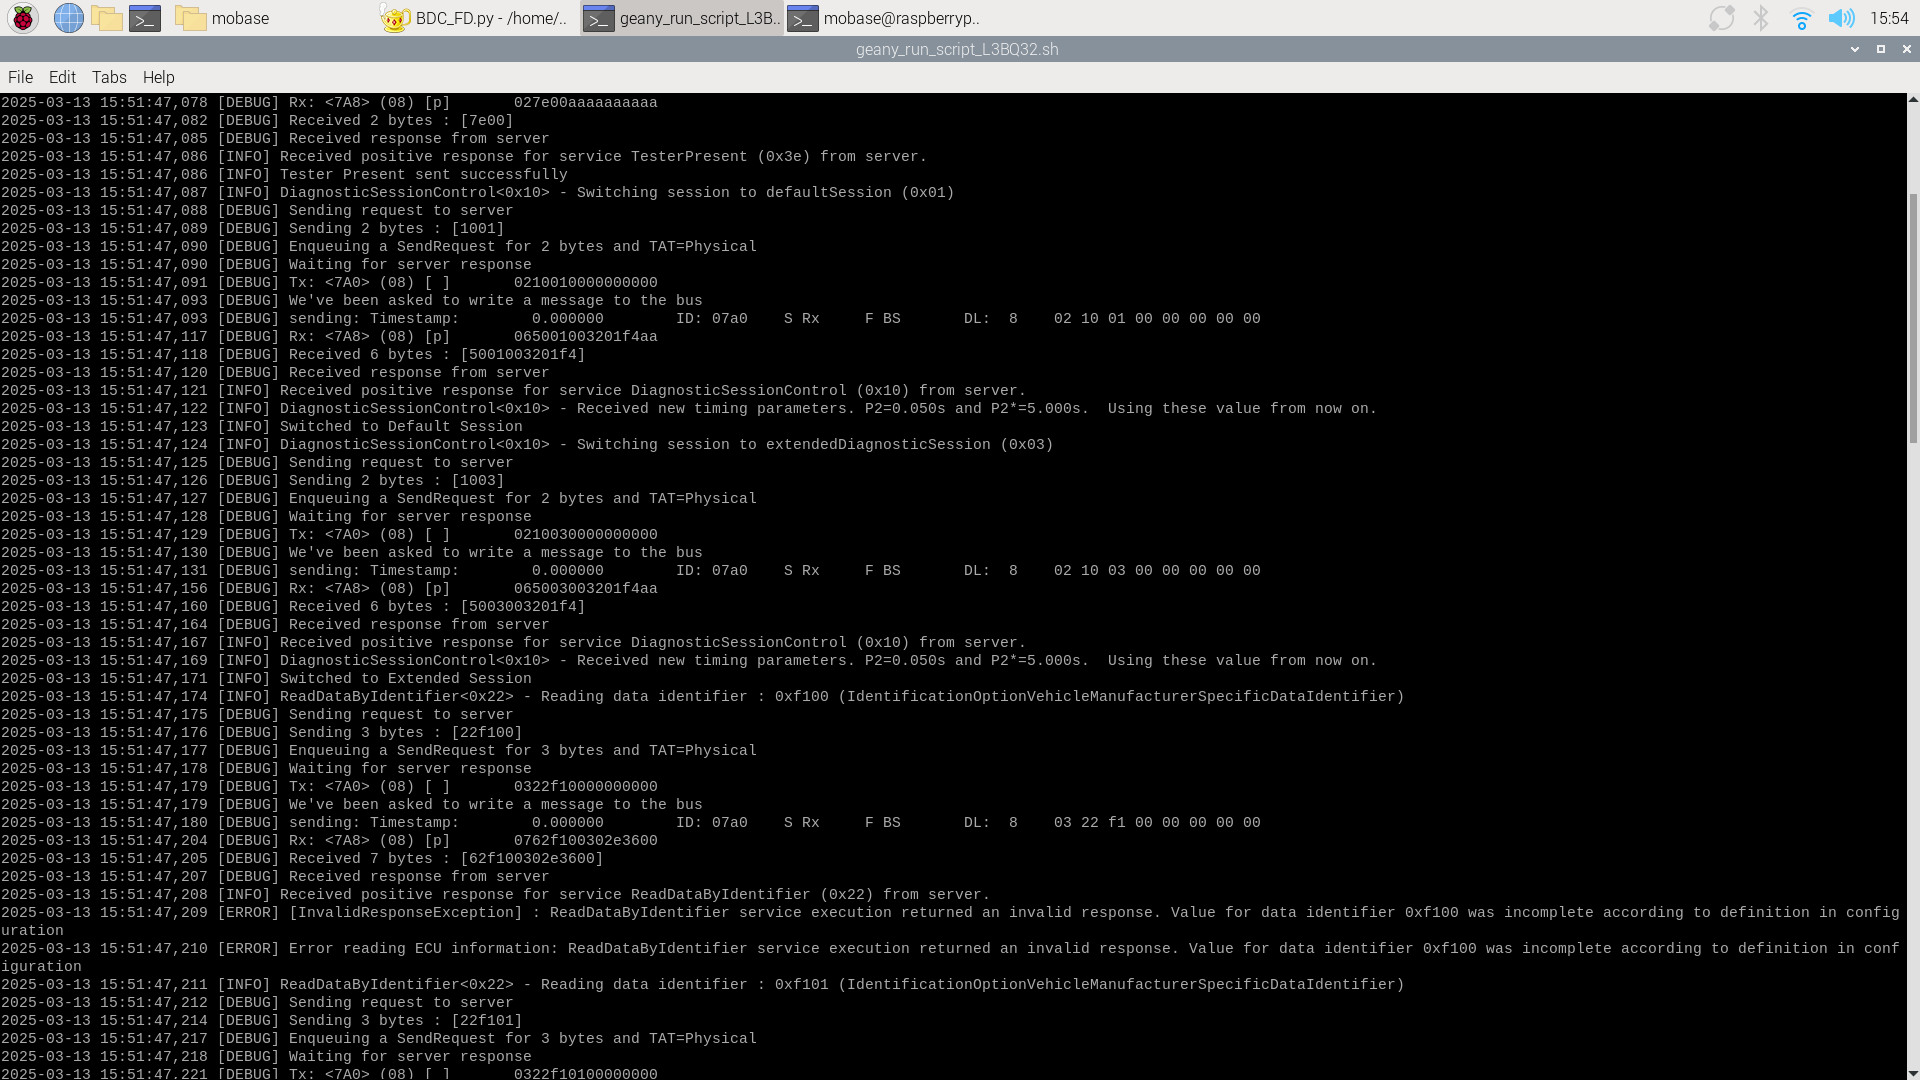 mobase
BDC_FD.py - /home/..
geany_run_script_L3B..
mobase@raspberryp..
15:54
geany_run_script_L3BQ32.sh
File Edit Tabs Help
2025-03-13 15:51:47,078 [DEBUG] Rx: <7A8> (08) [p]       027e00aaaaaaaaaa
2025-03-13 15:51:47,082 [DEBUG] Received 2 bytes : [7e00]
2025-03-13 15:51:47,085 [DEBUG] Received response from server
2025-03-13 15:51:47,086 [INFO] Received positive response for service TesterPresent (0x3e) from server.
2025-03-13 15:51:47,086 [INFO] Tester Present sent successfully
2025-03-13 15:51:47,087 [INFO] DiagnosticSessionControl<0x10> - Switching session to defaultSession (0x01)
2025-03-13 15:51:47,088 [DEBUG] Sending request to server
2025-03-13 15:51:47,089 [DEBUG] Sending 2 bytes : [1001]
2025-03-13 15:51:47,090 [DEBUG] Enqueuing a SendRequest for 2 bytes and TAT=Physical
2025-03-13 15:51:47,090 [DEBUG] Waiting for server response
2025-03-13 15:51:47,091 [DEBUG] Tx: <7A0> (08) [ ]       0210010000000000
2025-03-13 15:51:47,093 [DEBUG] We've been asked to write a message to the bus
2025-03-13 15:51:47,093 [DEBUG] sending: Timestamp:        0.000000        ID: 07a0    S Rx     F BS      DL:  8    02 10 01 00 00 00 00 00
2025-03-13 15:51:47,117 [DEBUG] Rx: <7A8> (08) [p]       065001003201f4aa
2025-03-13 15:51:47,118 [DEBUG] Received 6 bytes : [5001003201f4]
2025-03-13 15:51:47,120 [DEBUG] Received response from server
2025-03-13 15:51:47,121 [INFO] Received positive response for service DiagnosticSessionControl (0x10) from server.
2025-03-13 15:51:47,122 [INFO] DiagnosticSessionControl<0x10> - Received new timing parameters. P2=0.050s and P2*=5.000s.  Using these value from now on.
2025-03-13 15:51:47,123 [INFO] Switched to Default Session
2025-03-13 15:51:47,124 [INFO] DiagnosticSessionControl<0x10> - Switching session to extendedDiagnosticSession (0x03)
2025-03-13 15:51:47,125 [DEBUG] Sending request to server
2025-03-13 15:51:47,126 [DEBUG] Sending 2 bytes : [1003]
2025-03-13 15:51:47,127 [DEBUG] Enqueuing a SendRequest for 2 bytes and TAT=Physical
2025-03-13 15:51:47,128 [DEBUG] Waiting for server response
2025-03-13 15:51:47,129 [DEBUG] Tx: <7A0> (08) [ ]       0210030000000000
2025-03-13 15:51:47,130 [DEBUG] We've been asked to write a message to the bus
2025-03-13 15:51:47,131 [DEBUG] sending: Timestamp:        0.000000        ID: 07a0    S Rx     F BS      DL:  8    02 10 03 00 00 00 00 00
2025-03-13 15:51:47,156 [DEBUG] Rx: <7A8> (08) [p]       065003003201f4aa
2025-03-13 15:51:47,160 [DEBUG] Received 6 bytes : [5003003201f4]
2025-03-13 15:51:47,164 [DEBUG] Received response from server
2025-03-13 15:51:47,167 [INFO] Received positive response for service DiagnosticSessionControl (0x10) from server.
2025-03-13 15:51:47,169 [INFO] DiagnosticSessionControl<0x10> - Received new timing parameters. P2=0.050s and P2*=5.000s.  Using these value from now on.
2025-03-13 15:51:47,171 [INFO] Switched to Extended Session
2025-03-13 15:51:47,174 [INFO] ReadDataByIdentifier<0x22> - Reading data identifier : 0xf100 (IdentificationOptionVehicleManufacturerSpecificDataIdentifier)
2025-03-13 15:51:47,175 [DEBUG] Sending request to server
2025-03-13 15:51:47,176 [DEBUG] Sending 3 bytes : [22f100]
2025-03-13 15:51:47,177 [DEBUG] Enqueuing a SendRequest for 3 bytes and TAT=Physical
2025-03-13 15:51:47,178 [DEBUG] Waiting for server response
2025-03-13 15:51:47,179 [DEBUG] Tx: <7A0> (08) [ ]       0322f10000000000
2025-03-13 15:51:47,179 [DEBUG] We've been asked to write a message to the bus
2025-03-13 15:51:47,180 [DEBUG] sending: Timestamp:        0.000000        ID: 07a0    S Rx     F BS      DL:  8    03 22 f1 00 00 00 00 00
2025-03-13 15:51:47,204 [DEBUG] Rx: <7A8> (08) [p]       0762f100302e3600
2025-03-13 15:51:47,205 [DEBUG] Received 7 bytes : [62f100302e3600]
2025-03-13 15:51:47,207 [DEBUG] Received response from server
2025-03-13 15:51:47,208 [INFO] Received positive response for service ReadDataByIdentifier (0x22) from server.
2025-03-13 15:51:47,209 [ERROR] [InvalidResponseException] : ReadDataByIdentifier service execution returned an invalid response. Value for data identifier 0xf100 was incomplete according to definition in config
uration
2025-03-13 15:51:47,210 [ERROR] Error reading ECU information: ReadDataByIdentifier service execution returned an invalid response. Value for data identifier 0xf100 was incomplete according to definition in conf
iguration
2025-03-13 15:51:47,211 [INFO] ReadDataByIdentifier<0x22> - Reading data identifier : 0xf101 (IdentificationOptionVehicleManufacturerSpecificDataIdentifier)
2025-03-13 15:51:47,212 [DEBUG] Sending request to server
2025-03-13 15:51:47,214 [DEBUG] Sending 3 bytes : [22f101]
2025-03-13 15:51:47,217 [DEBUG] Enqueuing a SendRequest for 3 bytes and TAT=Physical
2025-03-13 15:51:47,218 [DEBUG] Waiting for server response
2025-03-13 15:51:47,221 [DEBUG] Tx: <7A0> (08) [ ]       0322f10100000000